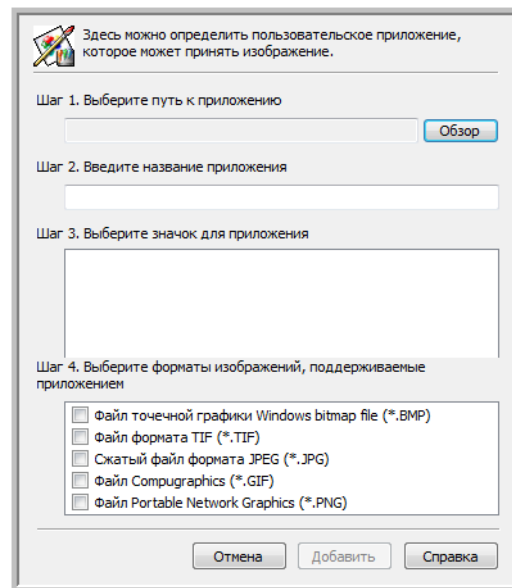 Здесь можно определить пользовательское приложение,
которое может принять изображение.
Шаг 1. Выберите путь к приложению
Обзор
Шаг 2. Введите название приложения
Шаг 3. Выберите значок для приложения
Шаг 4. Выберите форматы изображений, поддерживаемые
приложением
Файл точечной графики Windows bitmap file (*.BMP)
Файл формата TIF (*.TIF)
Сжатый файл формата JPEG (*.JPG)
Файл Compugraphics (*.GIF)
Файл Portable Network Graphics (*.PNG)
Отмена Добавить Справка